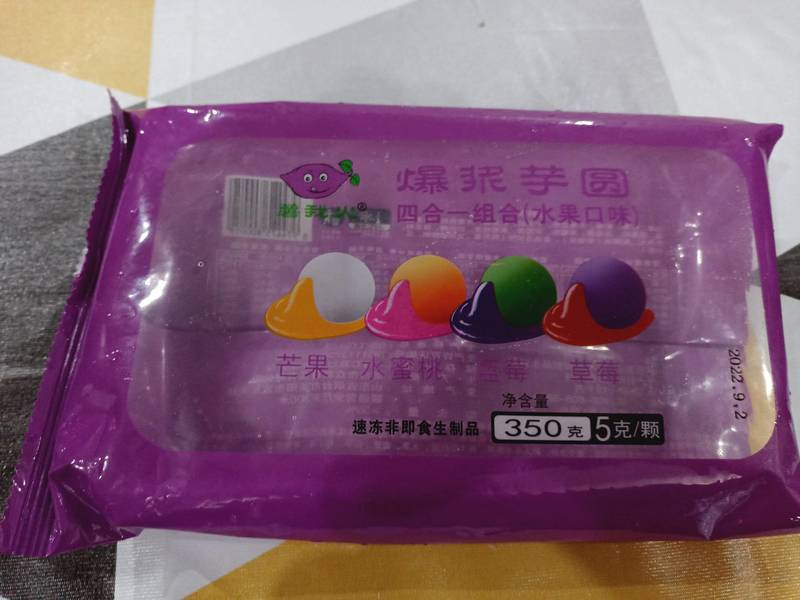 爆浆芋圆
四合一组合(水果口味)
芒果 水蜜桃 蓝莓 草莓
净含量
速冻非即食生制品 350克 5克/颗
2022.9.2